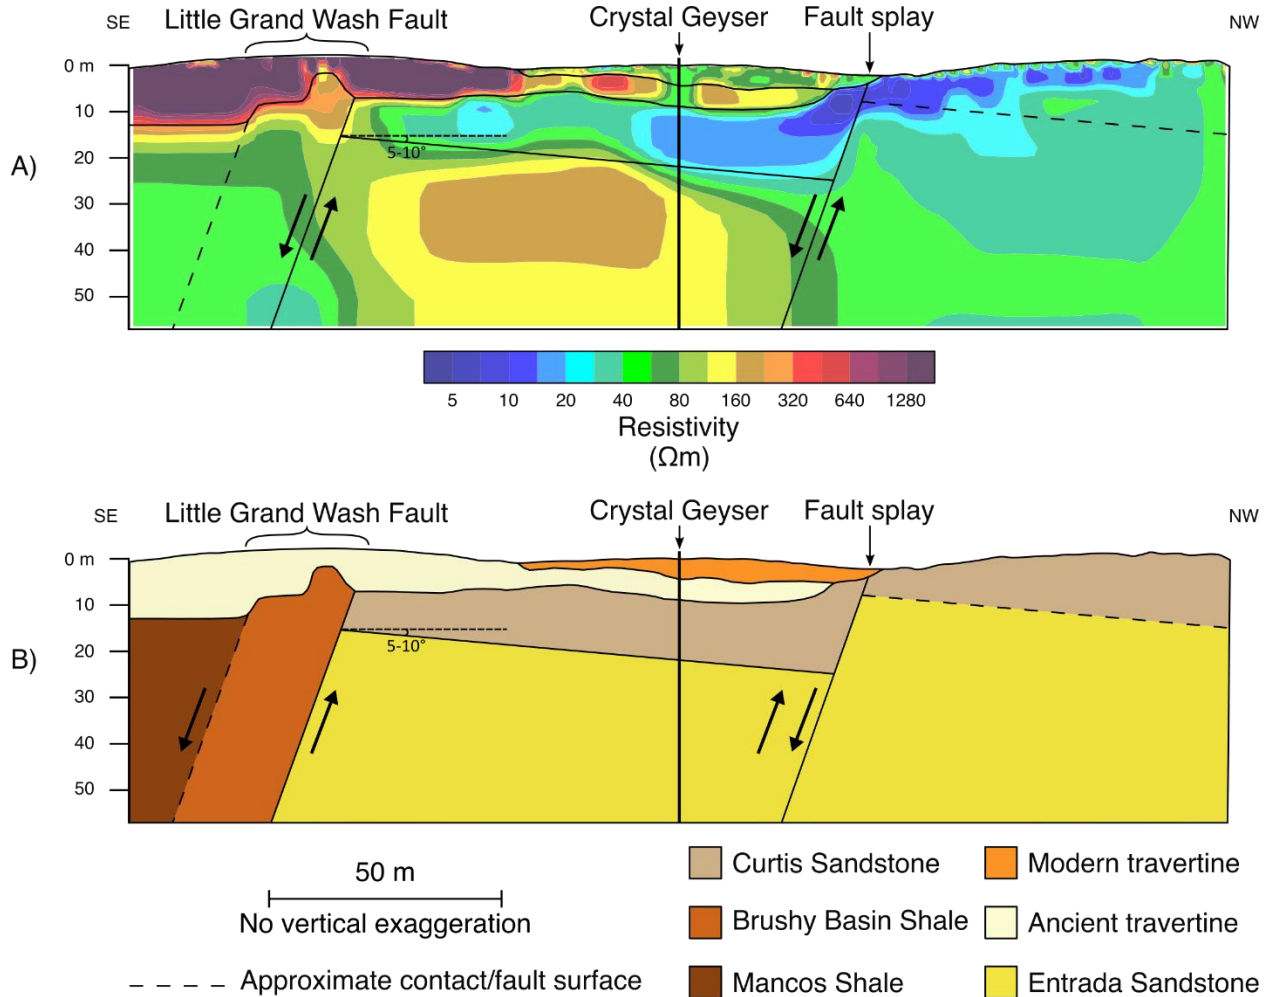 SE
Little Grand Wash Fault
Crystal Geyser
Fault splay
NW
A)
0 m
10
20
30
40
50
5-10°
5 10 20 40 80 160 320 640 1280
Resistivity
(Ωm)
SE
Little Grand Wash Fault
Crystal Geyser
Fault splay
NW
B)
0 m
10
20
30
40
50
5-10°
50 m
No vertical exaggeration
Approximate contact/fault surface
Curtis Sandstone
Brushy Basin Shale
Mancos Shale
Modern travertine
Ancient travertine
Entrada Sandstone